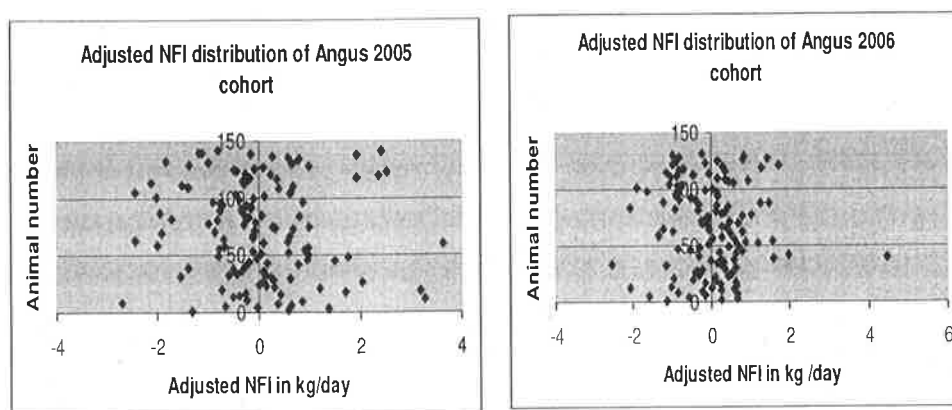 Adjusted NFI distribution of Angus 2005
cohort
Animal number
150
100
50
0
-4
-2
0
2
4
Adjusted NFI in kg/day
Adjusted NFI distribution of Angus 2006
cohort
Animal number
150
100
50
0
-4
-2
0
2
4
6
Adjusted NFI in kg /day